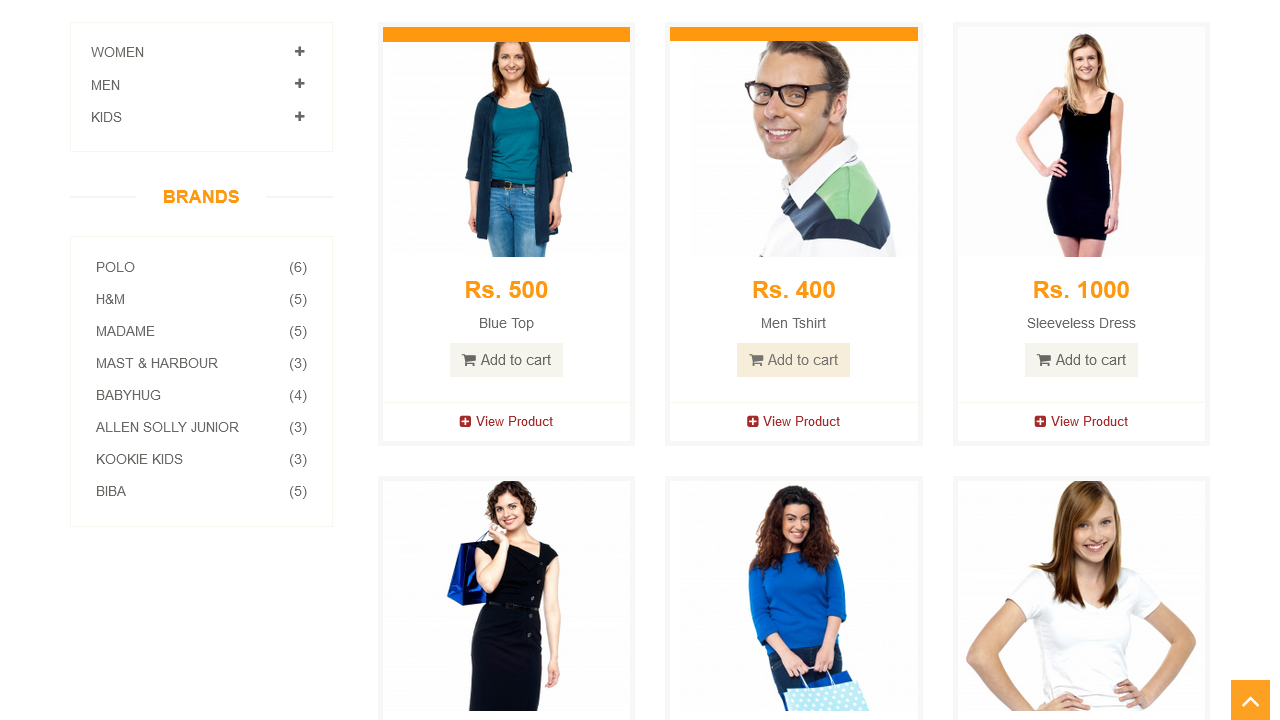 WOMEN
MEN
KIDS
BRANDS
POLO (6)
H&M (5)
MADAME (5)
MAST & HARBOUR (3)
BABYHUG (4)
ALLEN SOLLY JUNIOR (3)
KOOKIE KIDS (3)
BIBA (5)
Rs. 500
Blue Top
Add to cart
View Product
Rs. 400
Men Tshirt
Add to cart
View Product
Rs. 1000
Sleeveless Dress
Add to cart
View Product